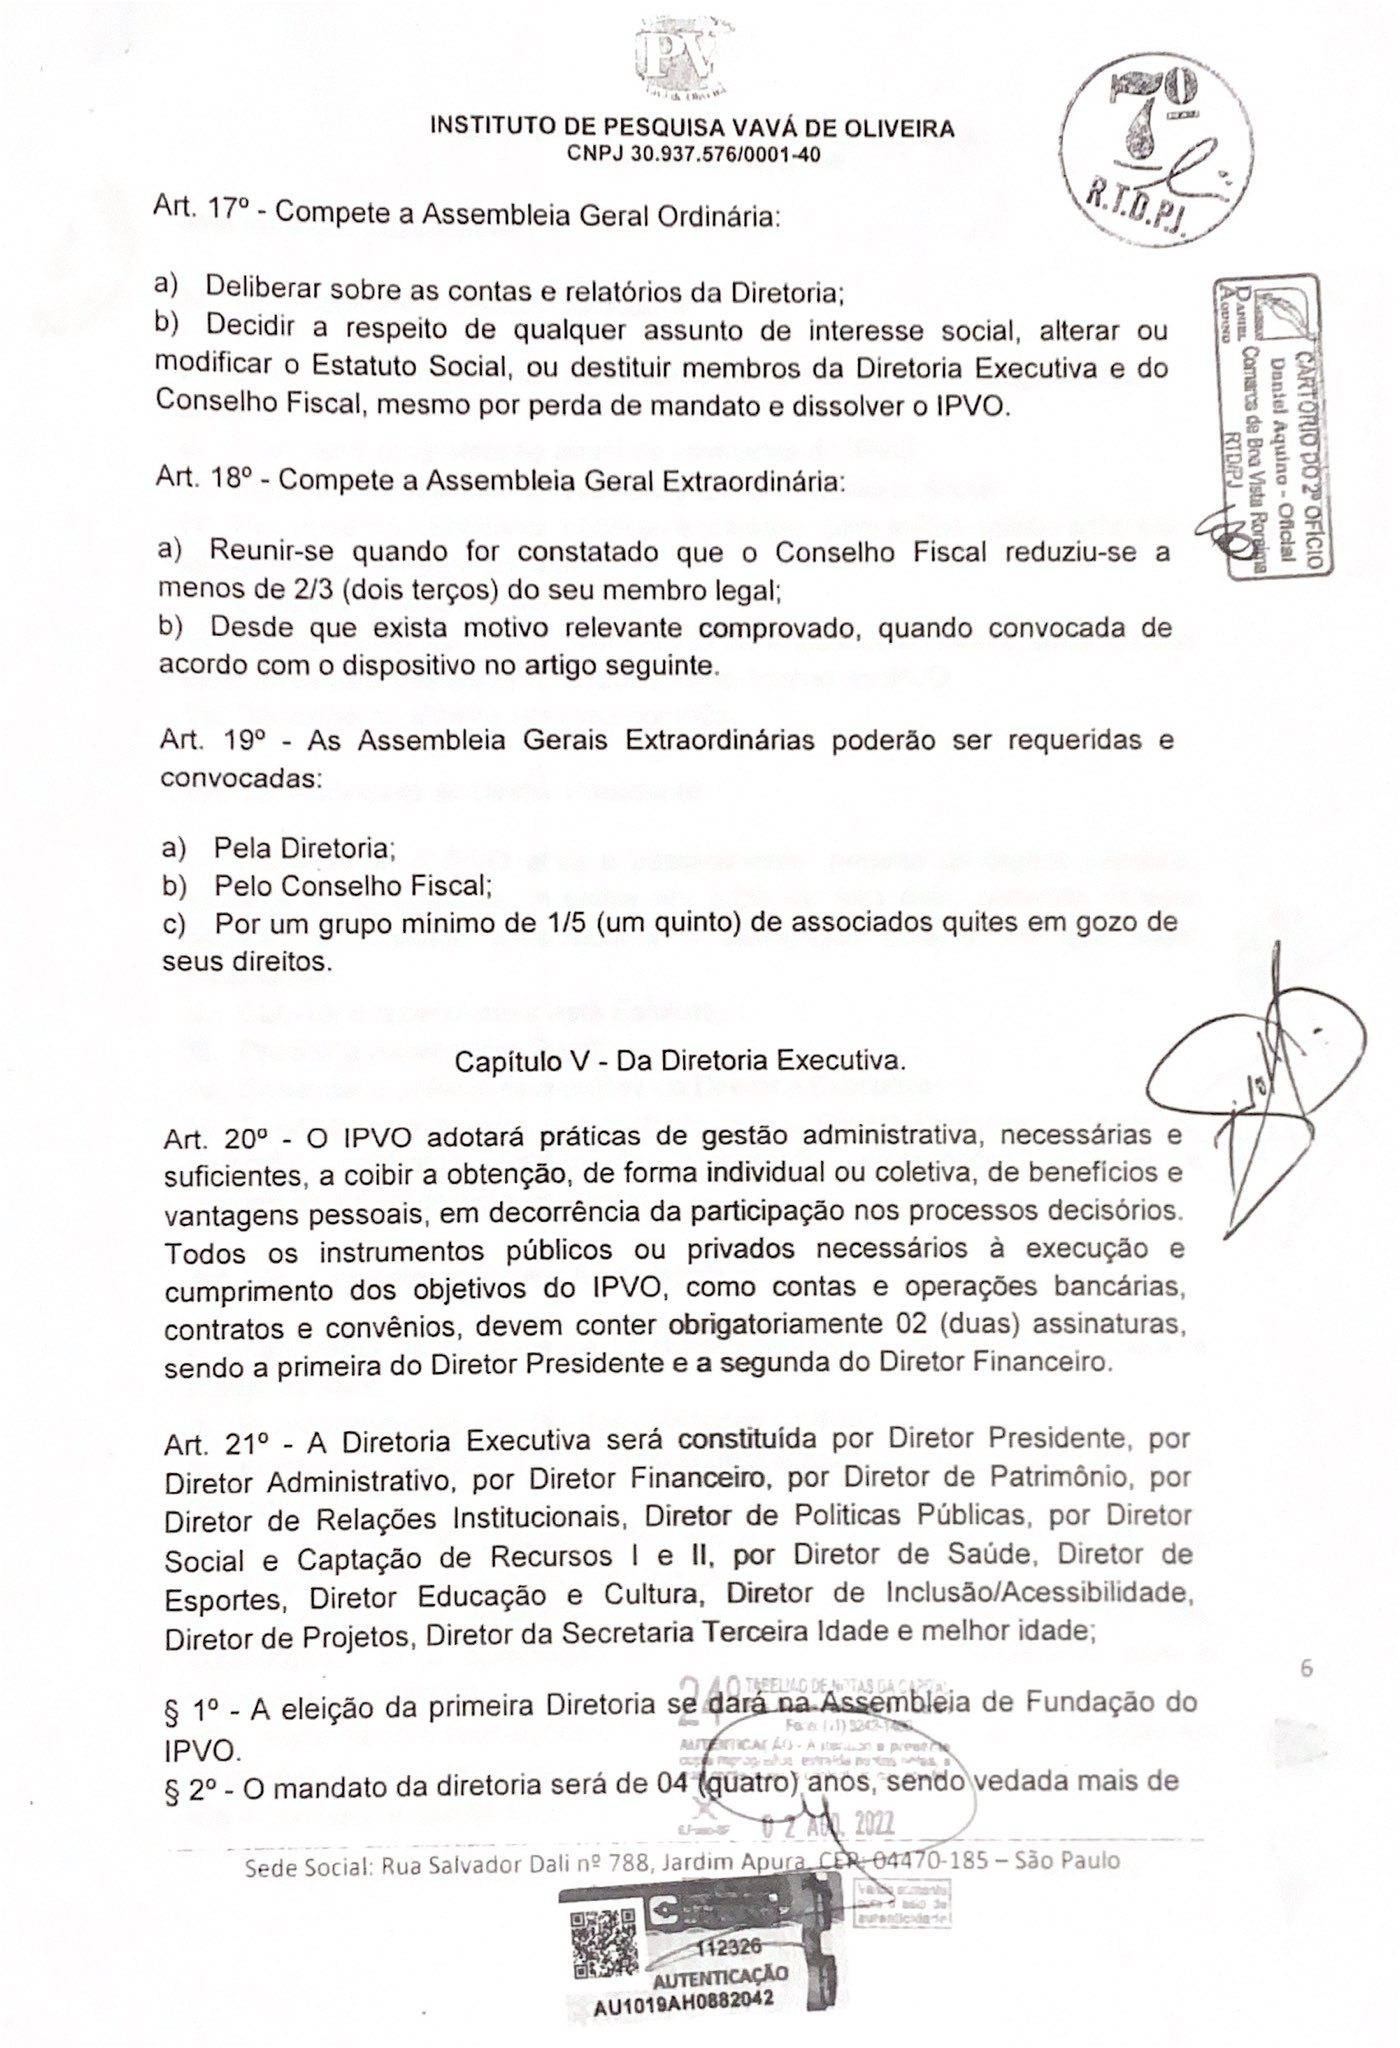 IPV
INSTITUTO DE PESQUISA VAVÁ DE OLIVEIRA
CNPJ 30.937.576/0001-40
7º
R.T.D.P.J.
Art. 17º - Compete a Assembleia Geral Ordinária:
a) Deliberar sobre as contas e relatórios da Diretoria;
b) Decidir a respeito de qualquer assunto de interesse social, alterar ou
modificar o Estatuto Social, ou destituir membros da Diretoria Executiva e do
Conselho Fiscal, mesmo por perda de mandato e dissolver o IPVO.
CARTÓRIO DO 2º OFÍCIO
Daniel Aquino - Oficial
Comarca de Boa Vista Roraima
RTD/PJ
DANIEL
AQUINO
Art. 18º - Compete a Assembleia Geral Extraordinária:
a) Reunir-se quando for constatado que o Conselho Fiscal reduziu-se a
menos de 2/3 (dois terços) do seu membro legal;
b) Desde que exista motivo relevante comprovado, quando convocada de
acordo com o dispositivo no artigo seguinte.
Art. 19º - As Assembleia Gerais Extraordinárias poderão ser requeridas e
convocadas:
a) Pela Diretoria;
b) Pelo Conselho Fiscal;
c) Por um grupo mínimo de 1/5 (um quinto) de associados quites em gozo de
seus direitos.
Capítulo V - Da Diretoria Executiva.
Art. 20º - O IPVO adotará práticas de gestão administrativa, necessárias e
suficientes, a coibir a obtenção, de forma individual ou coletiva, de benefícios e
vantagens pessoais, em decorrência da participação nos processos decisórios.
Todos os instrumentos públicos ou privados necessários à execução e
cumprimento dos objetivos do IPVO, como contas e operações bancárias,
contratos e convênios, devem conter obrigatoriamente 02 (duas) assinaturas,
sendo a primeira do Diretor Presidente e a segunda do Diretor Financeiro.
Art. 21º - A Diretoria Executiva será constituída por Diretor Presidente, por
Diretor Administrativo, por Diretor Financeiro, por Diretor de Patrimônio, por
Diretor de Relações Institucionais, Diretor de Politicas Públicas, por Diretor
Social e Captação de Recursos I e II, por Diretor de Saúde, Diretor de
Esportes, Diretor Educação e Cultura, Diretor de Inclusão/Acessibilidade,
Diretor de Projetos, Diretor da Secretaria Terceira Idade e melhor idade;
6
24º TABELIÃO DE NOTAS DA CAPITAL
§ 1º - A eleição da primeira Diretoria se dará na Assembleia de Fundação do
IPVO.
AUTENTICAÇÃO - A presente
§ 2º - O mandato da diretoria será de 04 (quatro) anos, sendo vedada mais de
02 AGO. 2022
Sede Social: Rua Salvador Dali nº 788, Jardim Apura, CEP: 04470-185 – São Paulo
112326
AUTENTICAÇÃO
AU1019AH0882042